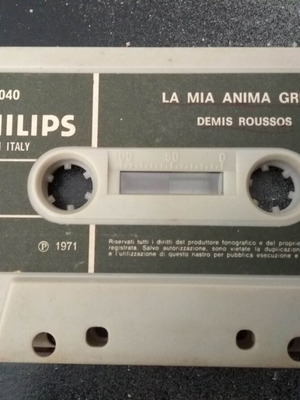 040
LA MIA ANIMA GR
HILIPS
DEMIS ROUSSOS
N ITALY
100 50 0
Ⓟ 1971
Riservati tutti i diritti del produttore fonografico e del propri
registrata. Salvo autorizzazione, sono vietate la duplicazion
e l'utilizzazione di questo nastro per pubblica esecuzione e